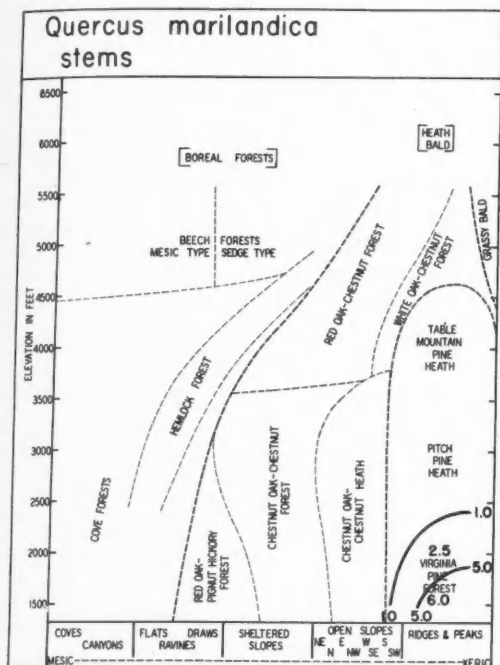 Quercus marilandica
stems
6500
6000
5500
5000
4500
4000
3500
3000
2500
2000
1500
ELEVATION IN FEET
[BOREAL FORESTS]
[HEATH
BALD]
BEECH FORESTS
MESIC TYPE SEDGE TYPE
RED OAK-CHESTNUT FOREST
WHITE OAK-CHESTNUT
FOREST
GRASSY BALD
TABLE
MOUNTAIN
PINE
HEATH
HEMLOCK FOREST
COVE FORESTS
RED OAK-
PIGNUT HICKORY
FOREST
CHESTNUT OAK-CHESTNUT
FOREST
CHESTNUT OAK-
CHESTNUT HEATH
PITCH
PINE
HEATH
1.0
2.5
VIRGINIA
PINE
FOREST
5.0
6.0
1.0 5.0
COVES
CANYONS
FLATS DRAWS
RAVINES
SHELTERED
SLOPES
OPEN SLOPES
NE E W S
N NW SE SW
RIDGES & PEAKS
MESIC
XERIC